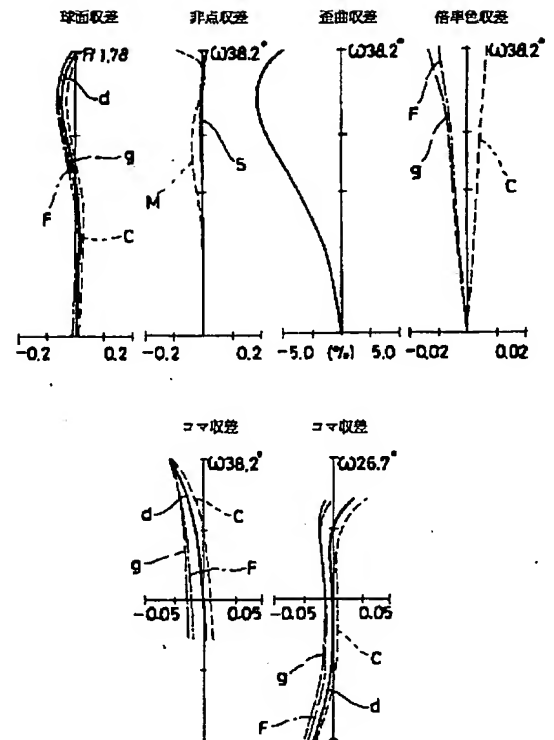 球面収差
非点収差
歪曲収差
倍率色収差
F/1.78
ω38.2°
ω38.2°
ω38.2°
d
g
F
C
S
M
F
g
C
-0.2 0.2
-0.2 0.2
-5.0 (%) 5.0
-0.02 0.02
コマ収差
コマ収差
ω38.2°
ω26.7°
d
C
g
F
-0.05 0.05
-0.05 0.05
g
C
d
F